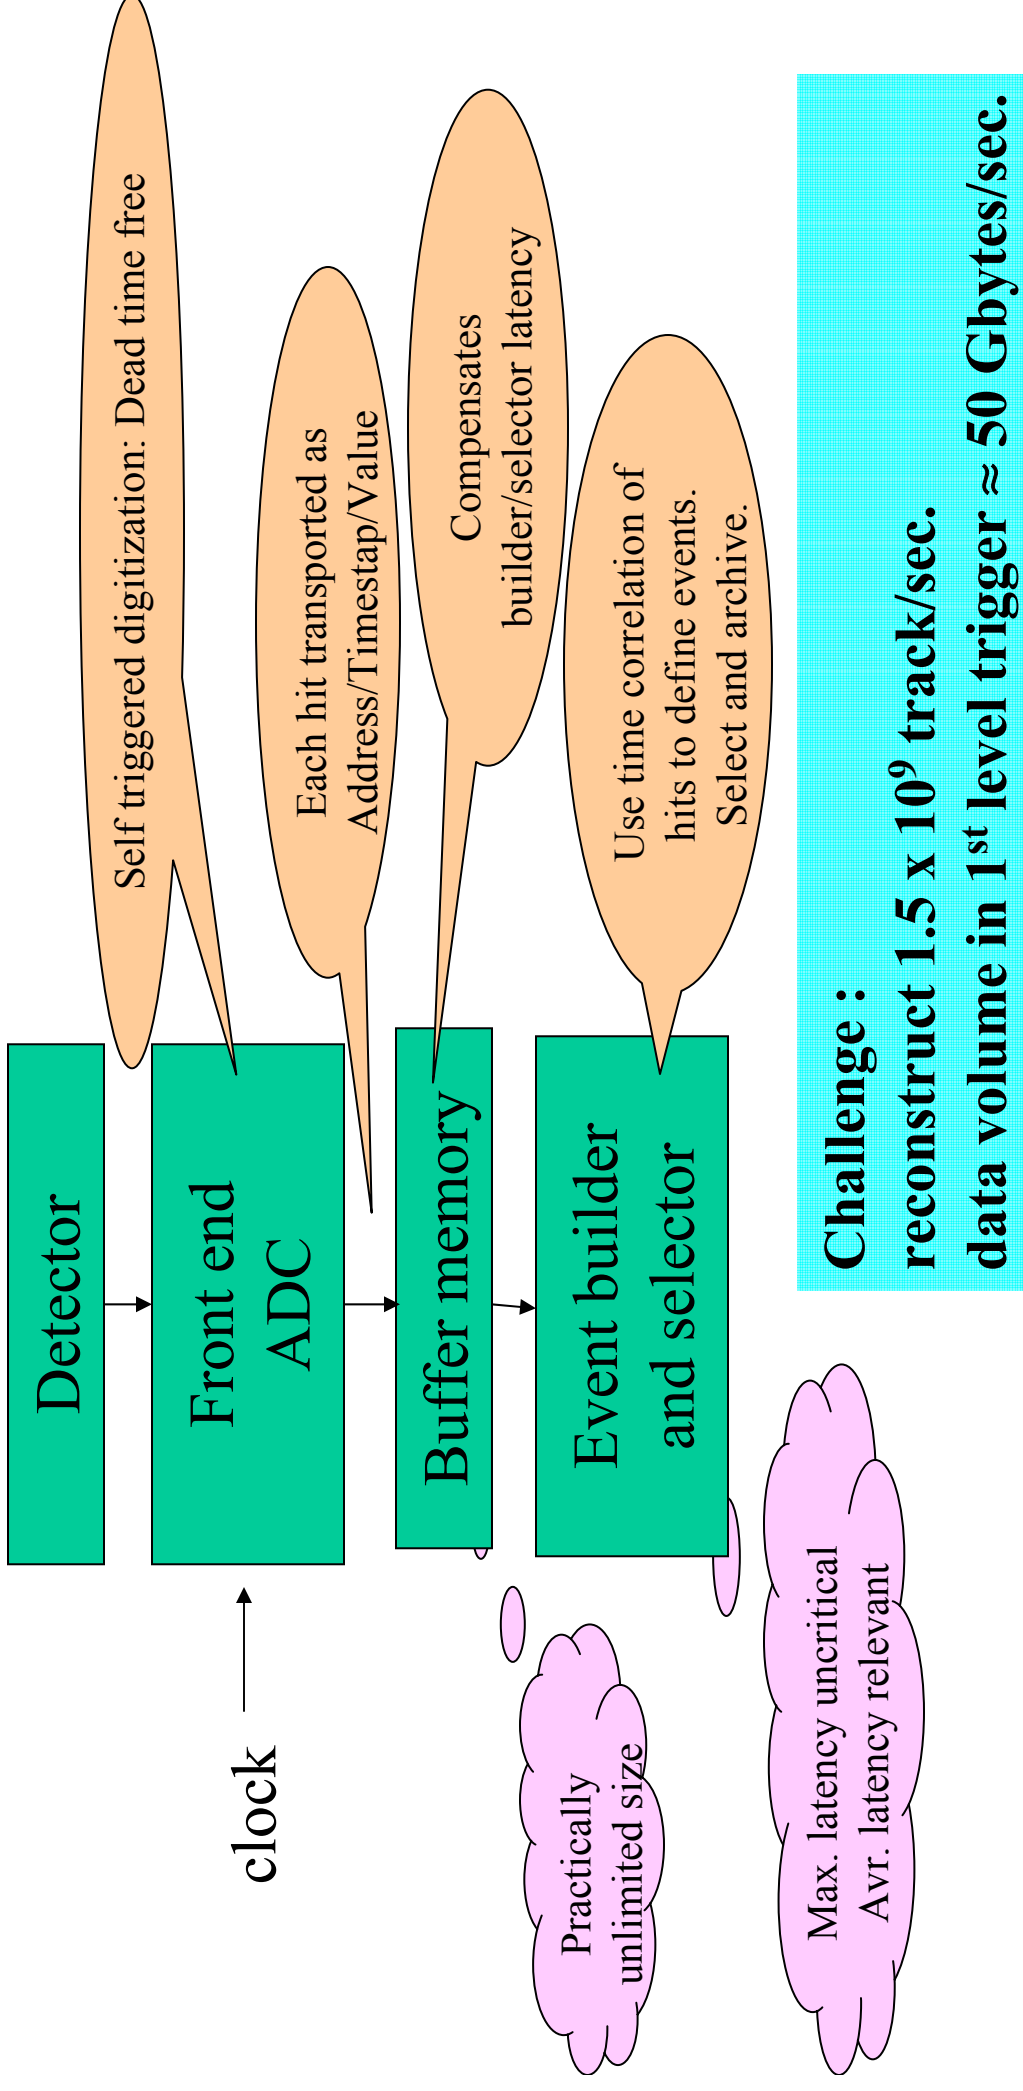 Detector
Self triggered digitization: Dead time free
clock
Front end
ADC
Each hit transported as
Address/Timestap/Value
Practically
unlimited size
Buffer memory
Compensates
builder/selector latency
Max. latency uncritical
Avr. latency relevant
Event builder
and selector
Use time correlation of
hits to define events.
Select and archive.
Challenge :
reconstruct 1.5 x 10⁹ track/sec.
data volume in 1ˢᵗ level trigger ≈ 50 Gbytes/sec.